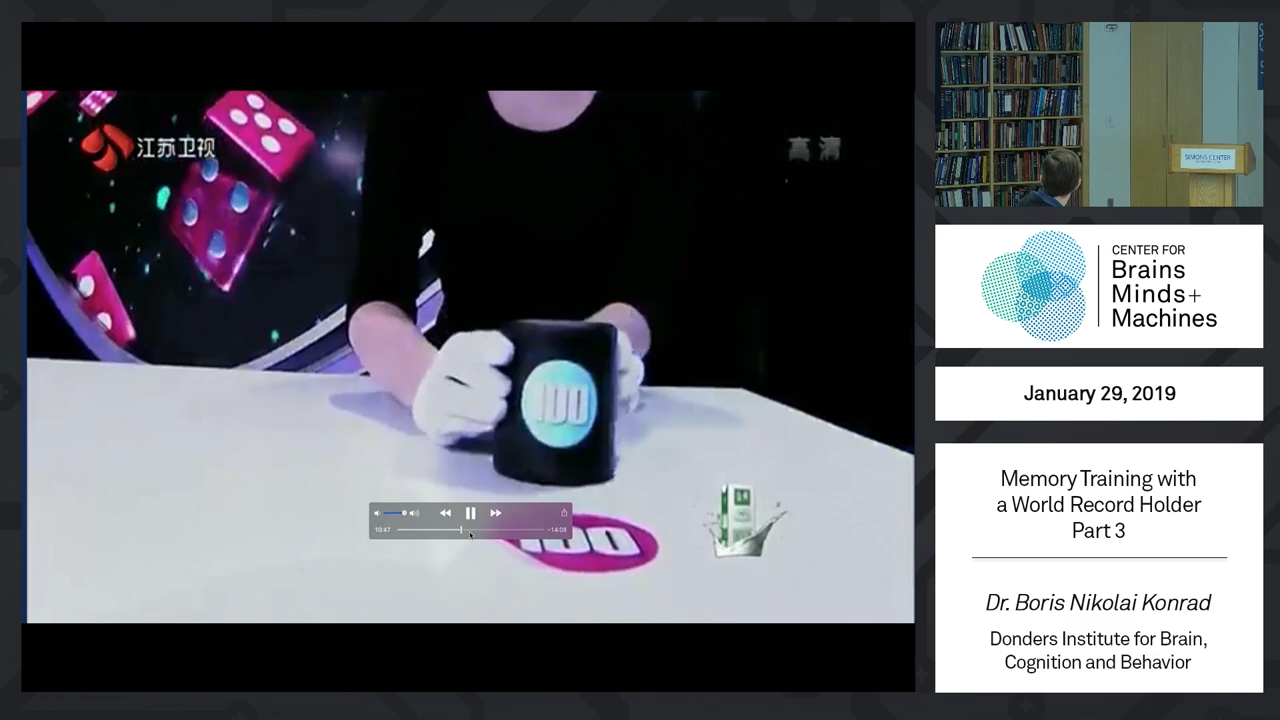 江苏卫视
高清
100
100
10:47
-14:08
SIMONS CENTER
CENTER FOR
Brains
Minds+
Machines
January 29, 2019
Memory Training with
a World Record Holder
Part 3
Dr. Boris Nikolai Konrad
Donders Institute for Brain,
Cognition and Behavior